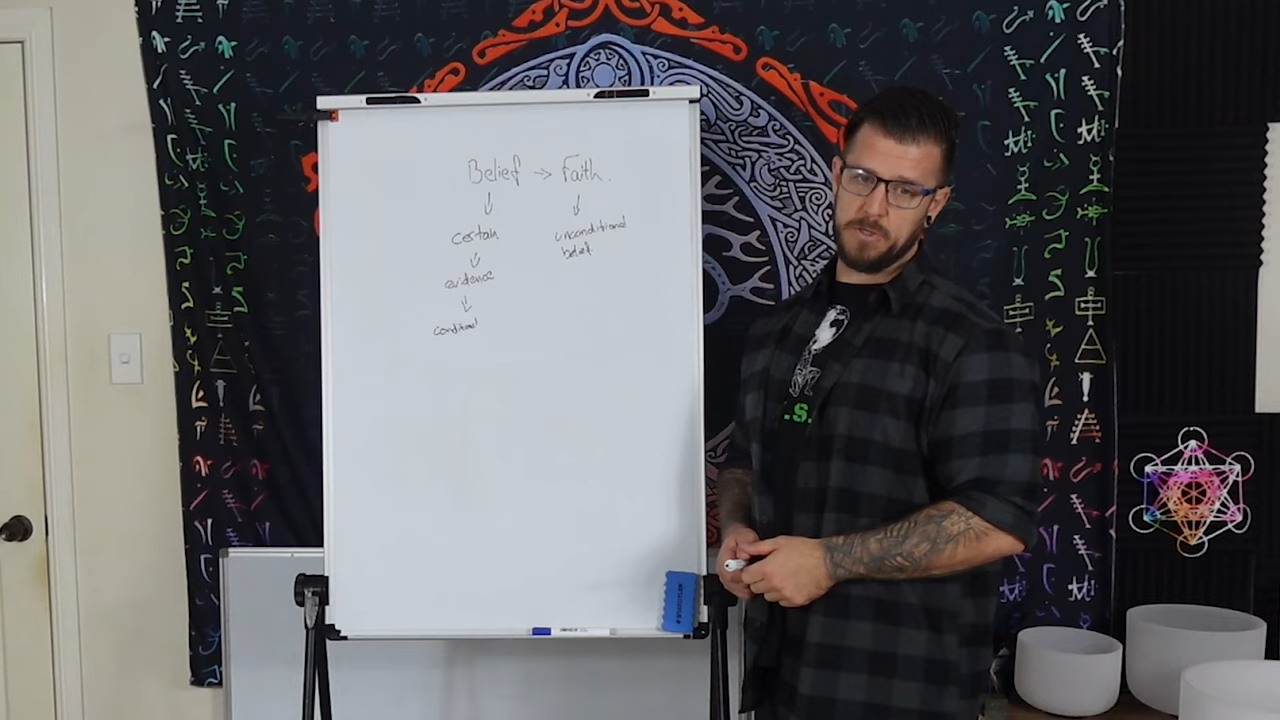 Belief → Faith.
↓ ↓
certain unconditional
belief.
↓
evidence
↓
conditional
.S.